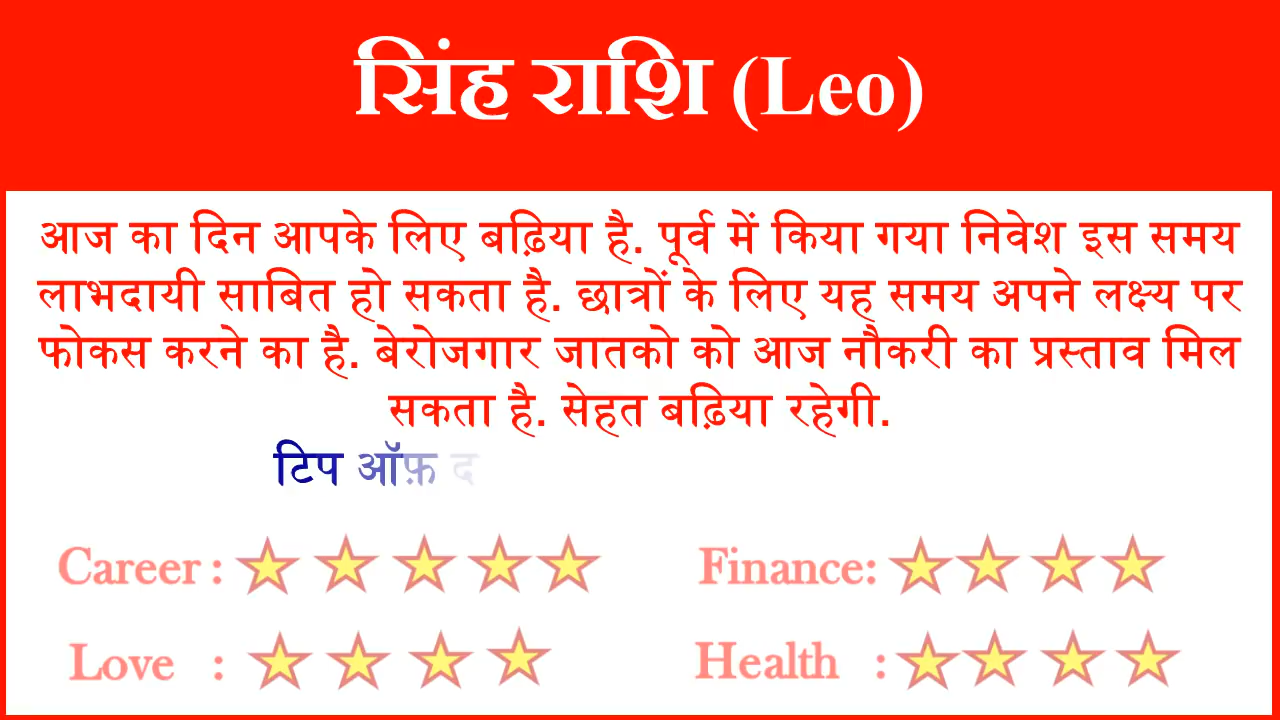 सिंह राशि (Leo)
आज का दिन आपके लिए बढ़िया है. पूर्व में किया गया निवेश इस समय
लाभदायी साबित हो सकता है. छात्रों के लिए यह समय अपने लक्ष्य पर
फोकस करने का है. बेरोजगार जातको को आज नौकरी का प्रस्ताव मिल
सकता है. सेहत बढ़िया रहेगी.
टिप ऑफ़ द
Career :
Finance:
Love :
Health :